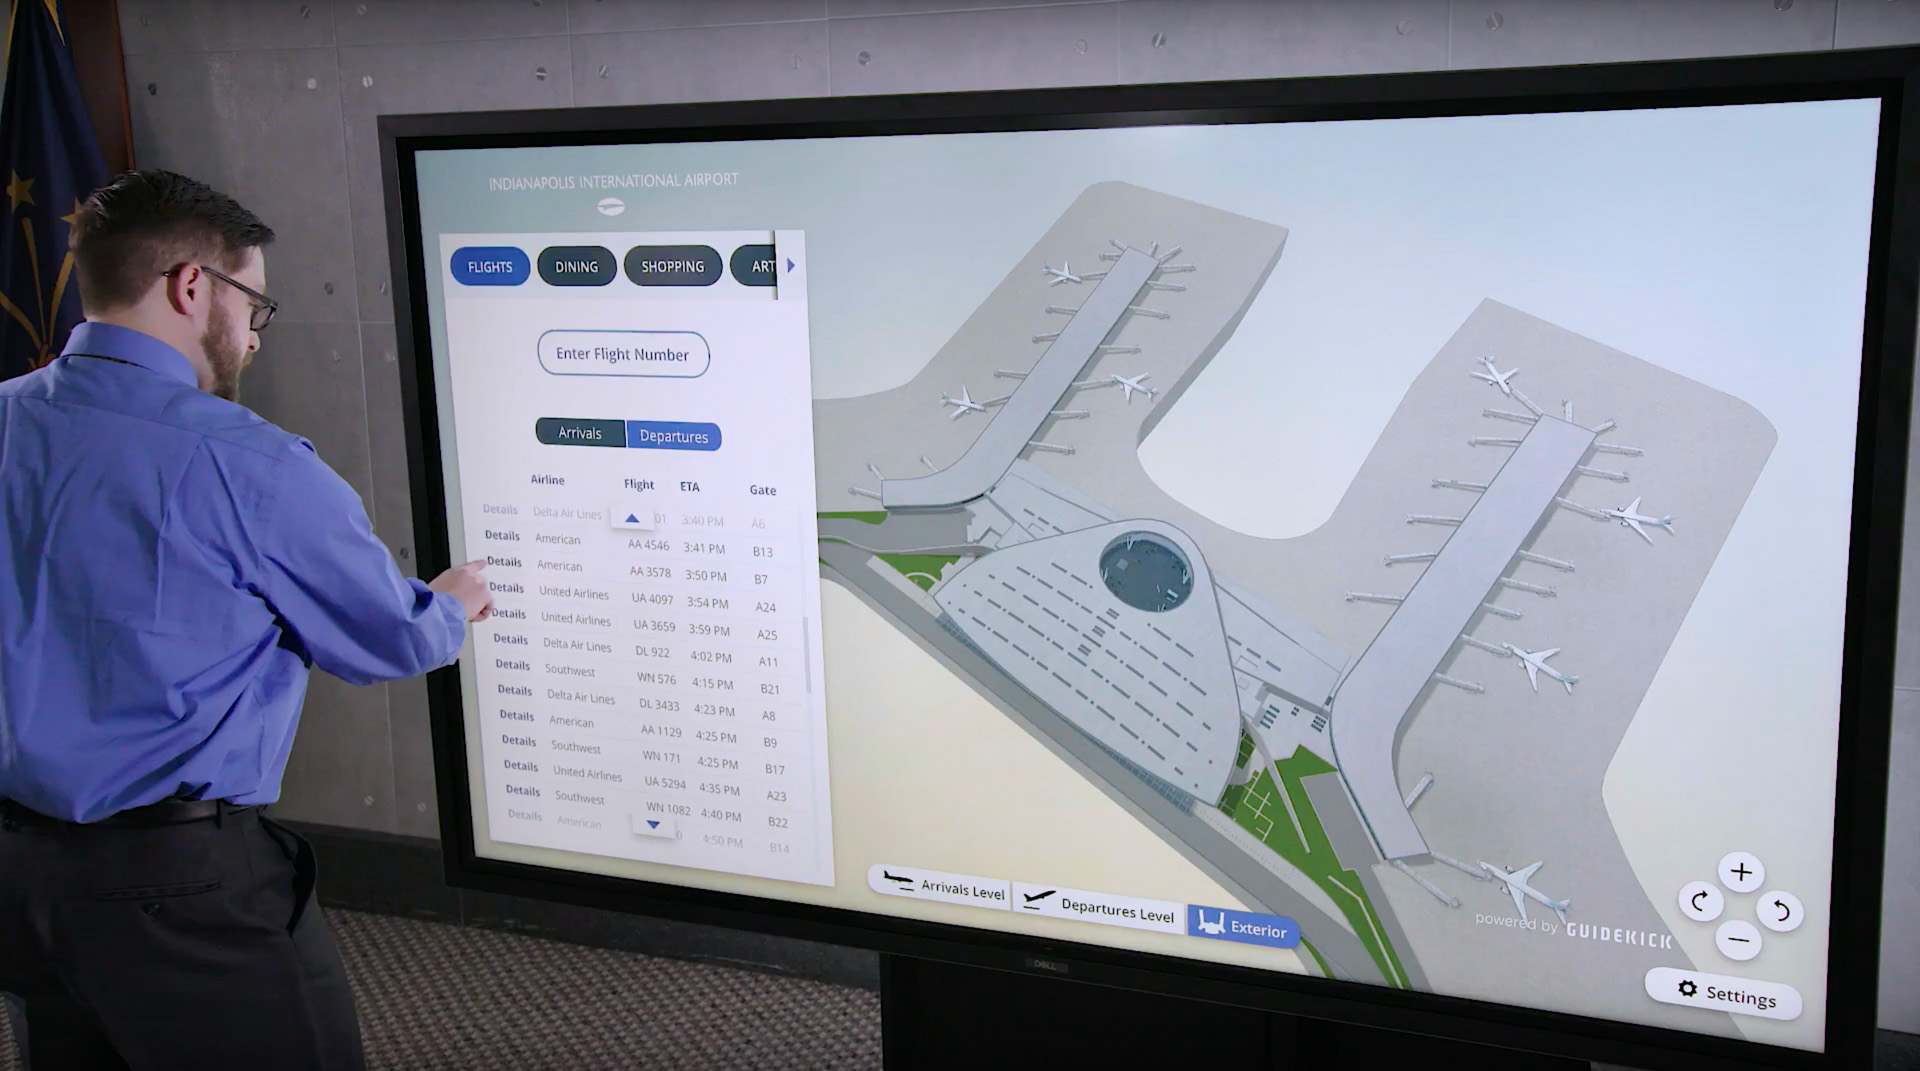 INDIANAPOLIS INTERNATIONAL AIRPORT
FLIGHTS DINING SHOPPING ART
Enter Flight Number
Arrivals Departures
Airline Flight ETA Gate
Details Delta Air Lines 01 3:40 PM A6
Details American AA 4546 3:41 PM B13
Details American AA 3578 3:50 PM B7
Details United Airlines UA 4097 3:54 PM A24
Details United Airlines UA 3659 3:59 PM A25
Details Delta Air Lines DL 922 4:02 PM A11
Details Southwest WN 576 4:15 PM B21
Details Delta Air Lines DL 3433 4:23 PM A8
Details American AA 1129 4:25 PM B9
Details Southwest WN 171 4:25 PM B17
Details United Airlines UA 5294 4:35 PM A23
Details Southwest WN 1082 4:40 PM B22
Details American 0 4:50 PM B14
Arrivals Level Departures Level Exterior
powered by GUIDEKICK
Settings
DELL